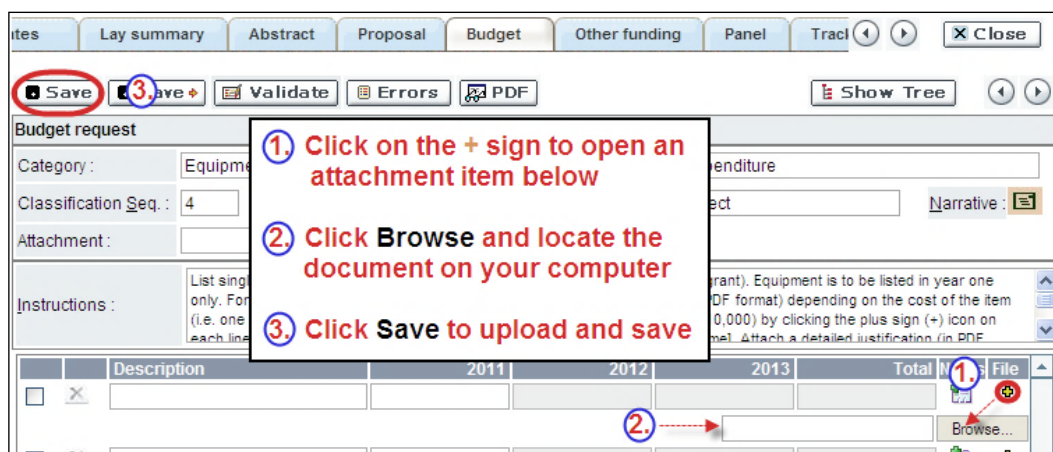 tes Lay summary Abstract Proposal Budget Other funding Panel Track Close
Save 3. ave Validate Errors PDF Show Tree
Budget request
Category : Equipme enditure
Classification Seq. : 4 ect Narrative :
Attachment :
1. Click on the + sign to open an
attachment item below
2. Click Browse and locate the
document on your computer
3. Click Save to upload and save
Instructions :
List singl grant). Equipment is to be listed in year one
only. For PDF format) depending on the cost of the item
(i.e. one 0,000) by clicking the plus sign (+) icon on
each line me]. Attach a detailed justification (in PDF
Description 2011 2012 2013 Total File
1.
2. Browse...